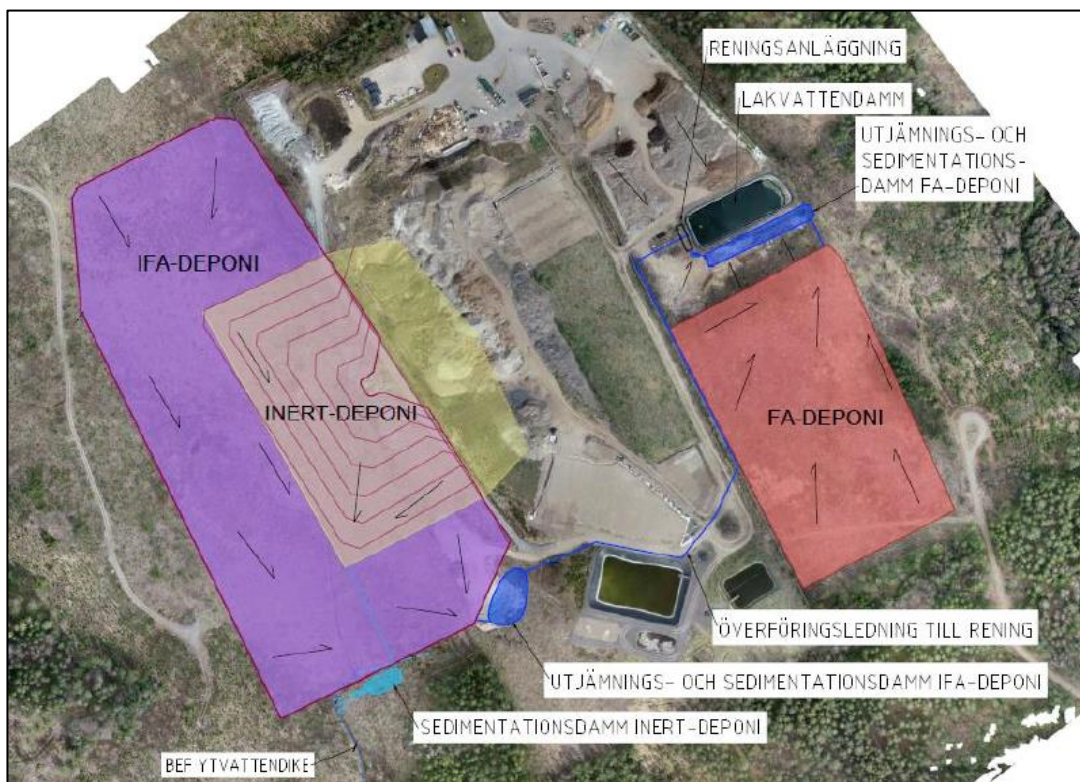 RENINGSANLÄGGNING
LAKVATTENDAMM
UTJÄMNINGS- OCH
SEDIMENTATIONS-
DAMM FA-DEPONI
IFA-DEPONI
INERT-DEPONI
FA-DEPONI
ÖVERFÖRINGSLEDNING TILL RENING
UTJÄMNINGS- OCH SEDIMENTATIONSDAMM IFA-DEPONI
SEDIMENTATIONSDAMM INERT-DEPONI
BEF YTVATTENDIKE